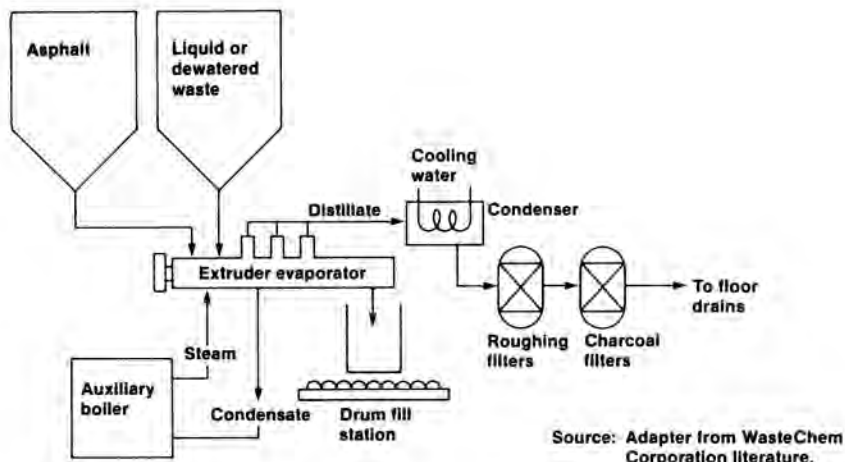 Asphalt
Liquid or
dewatered
waste
Cooling
water
Distillate
Condenser
Extruder evaporator
To floor
drains
Roughing
filters
Charcoal
filters
Steam
Auxiliary
boiler
Condensate
Drum fill
station
Source: Adapter from WasteChem
Corporation literature.